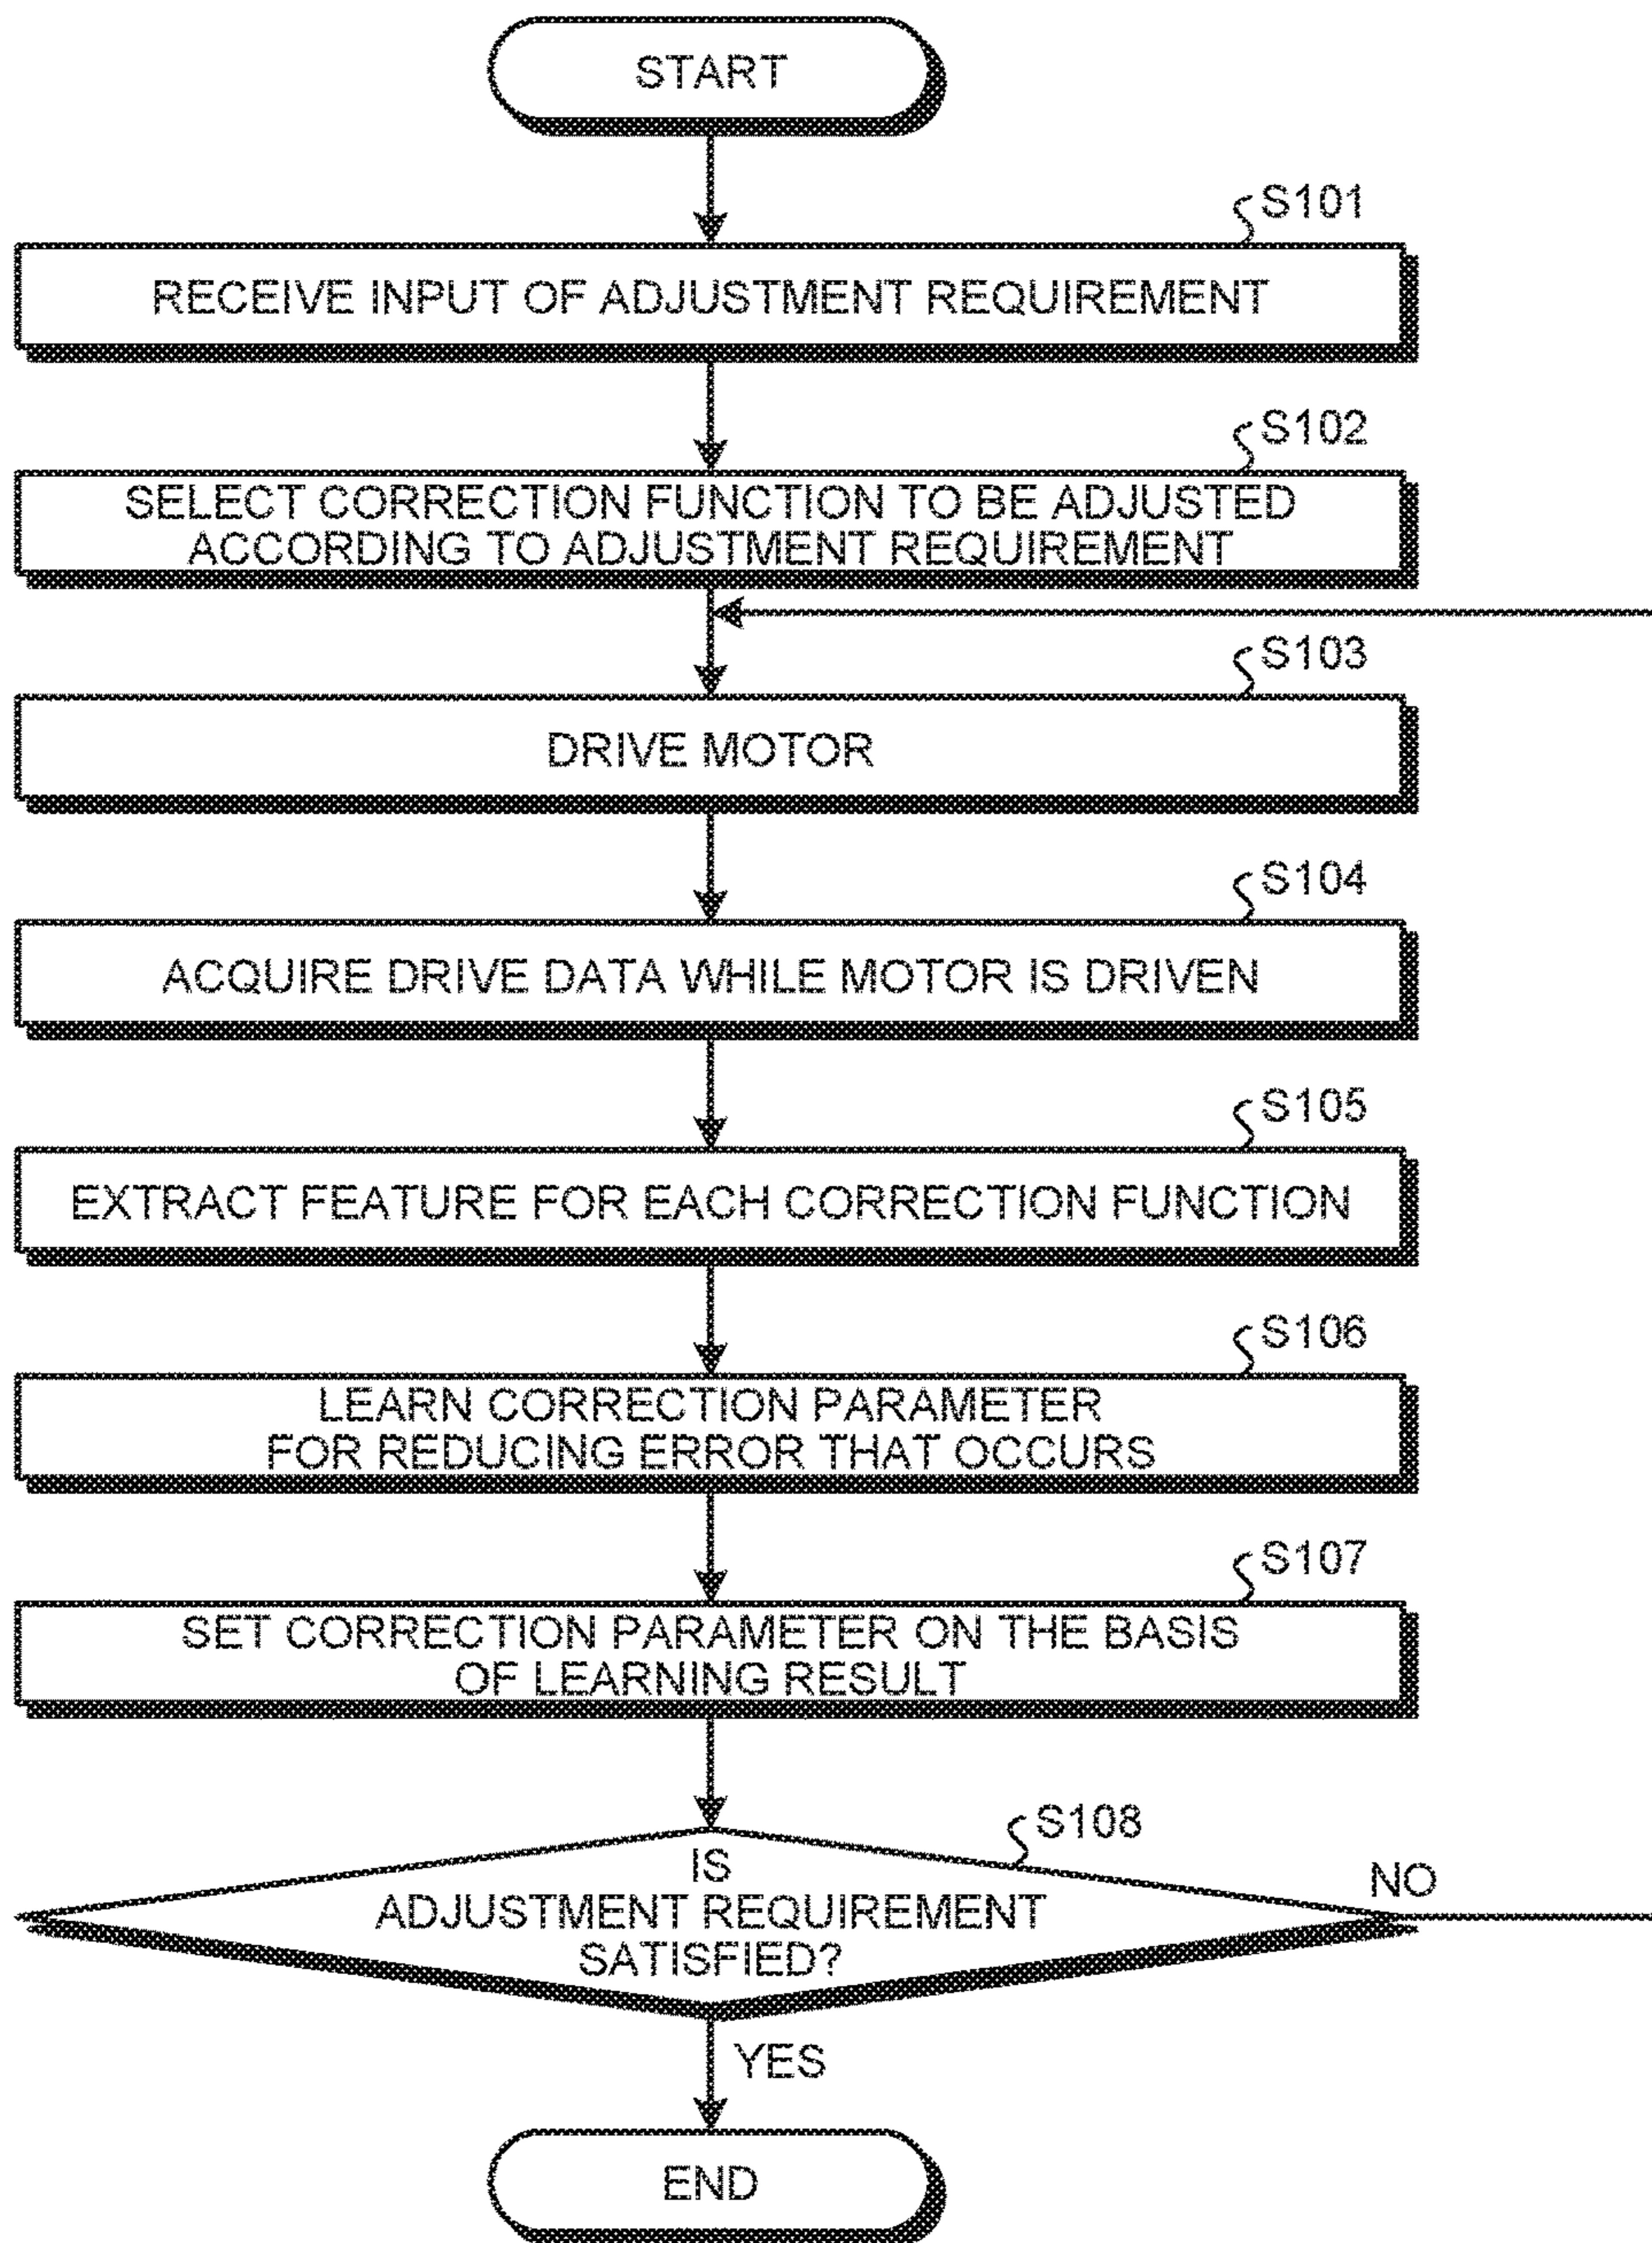 START
S101
RECEIVE INPUT OF ADJUSTMENT REQUIREMENT
S102
SELECT CORRECTION FUNCTION TO BE ADJUSTED
ACCORDING TO ADJUSTMENT REQUIREMENT
S103
DRIVE MOTOR
S104
ACQUIRE DRIVE DATA WHILE MOTOR IS DRIVEN
S105
EXTRACT FEATURE FOR EACH CORRECTION FUNCTION
S106
LEARN CORRECTION PARAMETER
FOR REDUCING ERROR THAT OCCURS
S107
SET CORRECTION PARAMETER ON THE BASIS
OF LEARNING RESULT
S108
IS
ADJUSTMENT REQUIREMENT
SATISFIED?
NO
YES
END